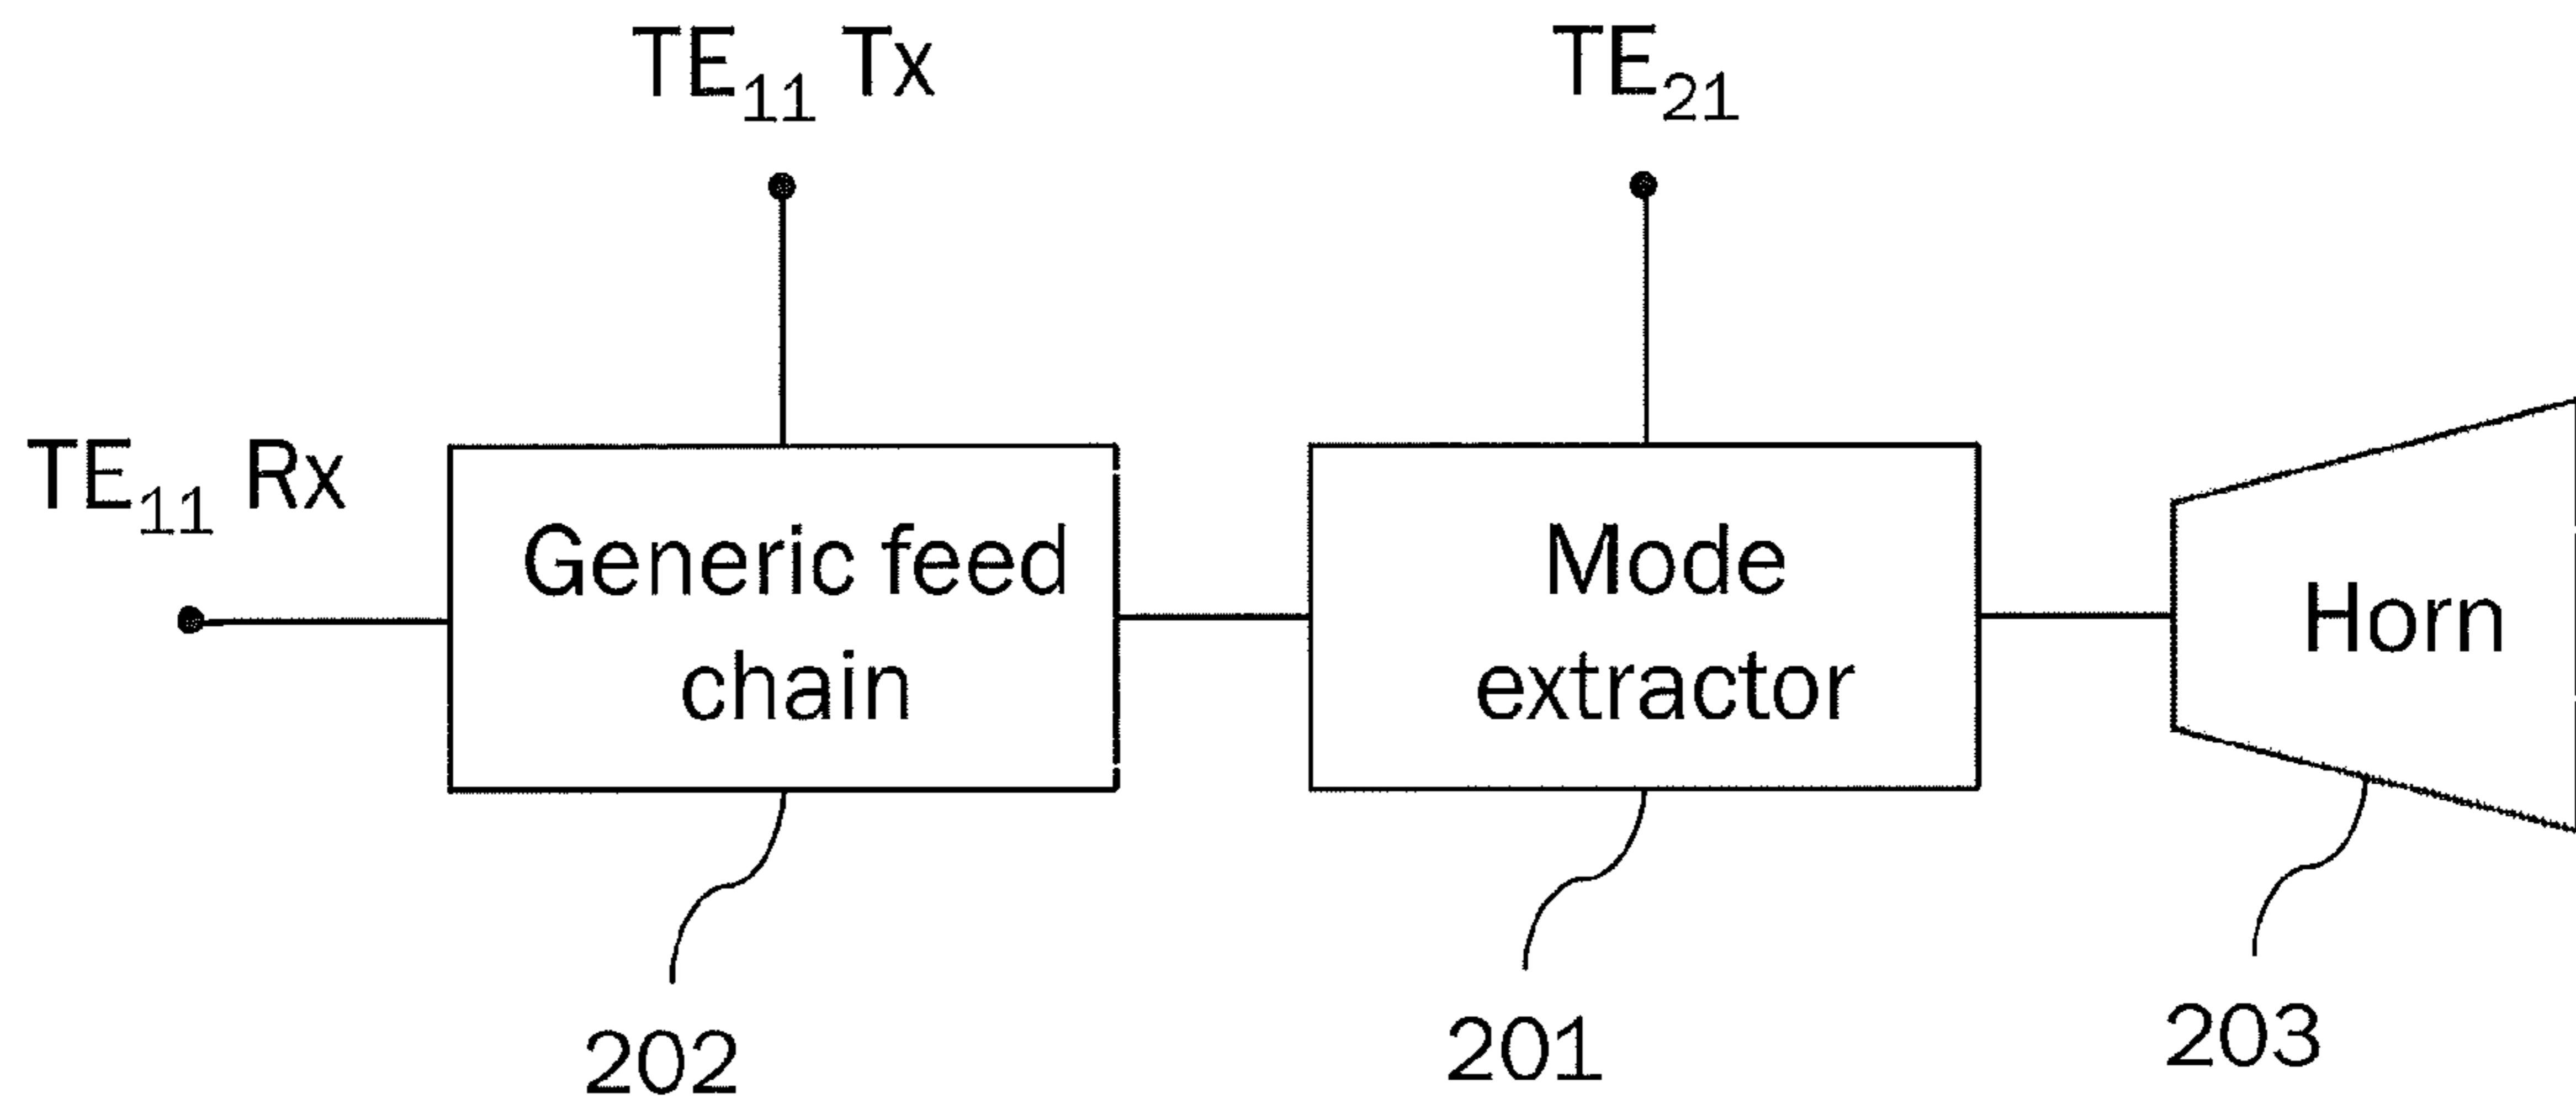 TE₁₁ Tx
TE₂₁
TE₁₁ Rx
Generic feed
chain
Mode
extractor
Horn
202
201
203